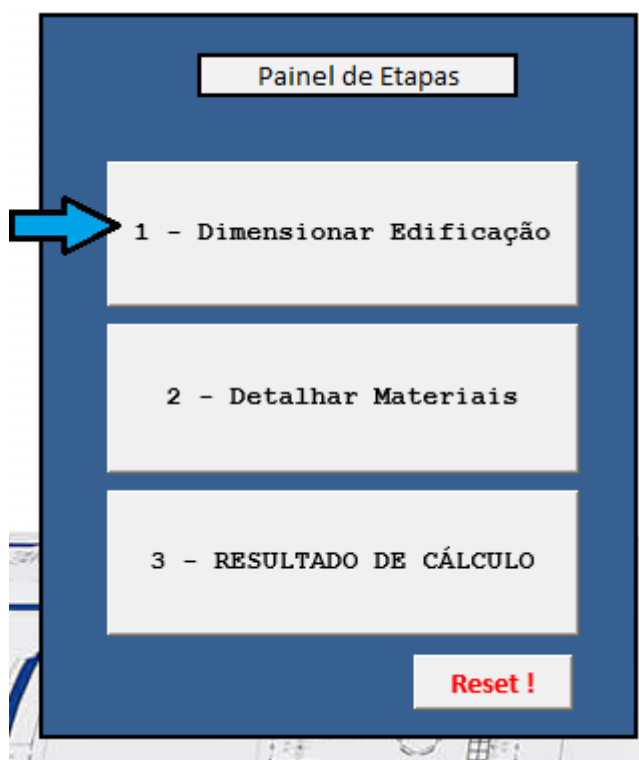 Painel de Etapas
1 - Dimensionar Edificação
2 - Detalhar Materiais
3 - RESULTADO DE CÁLCULO
Reset !